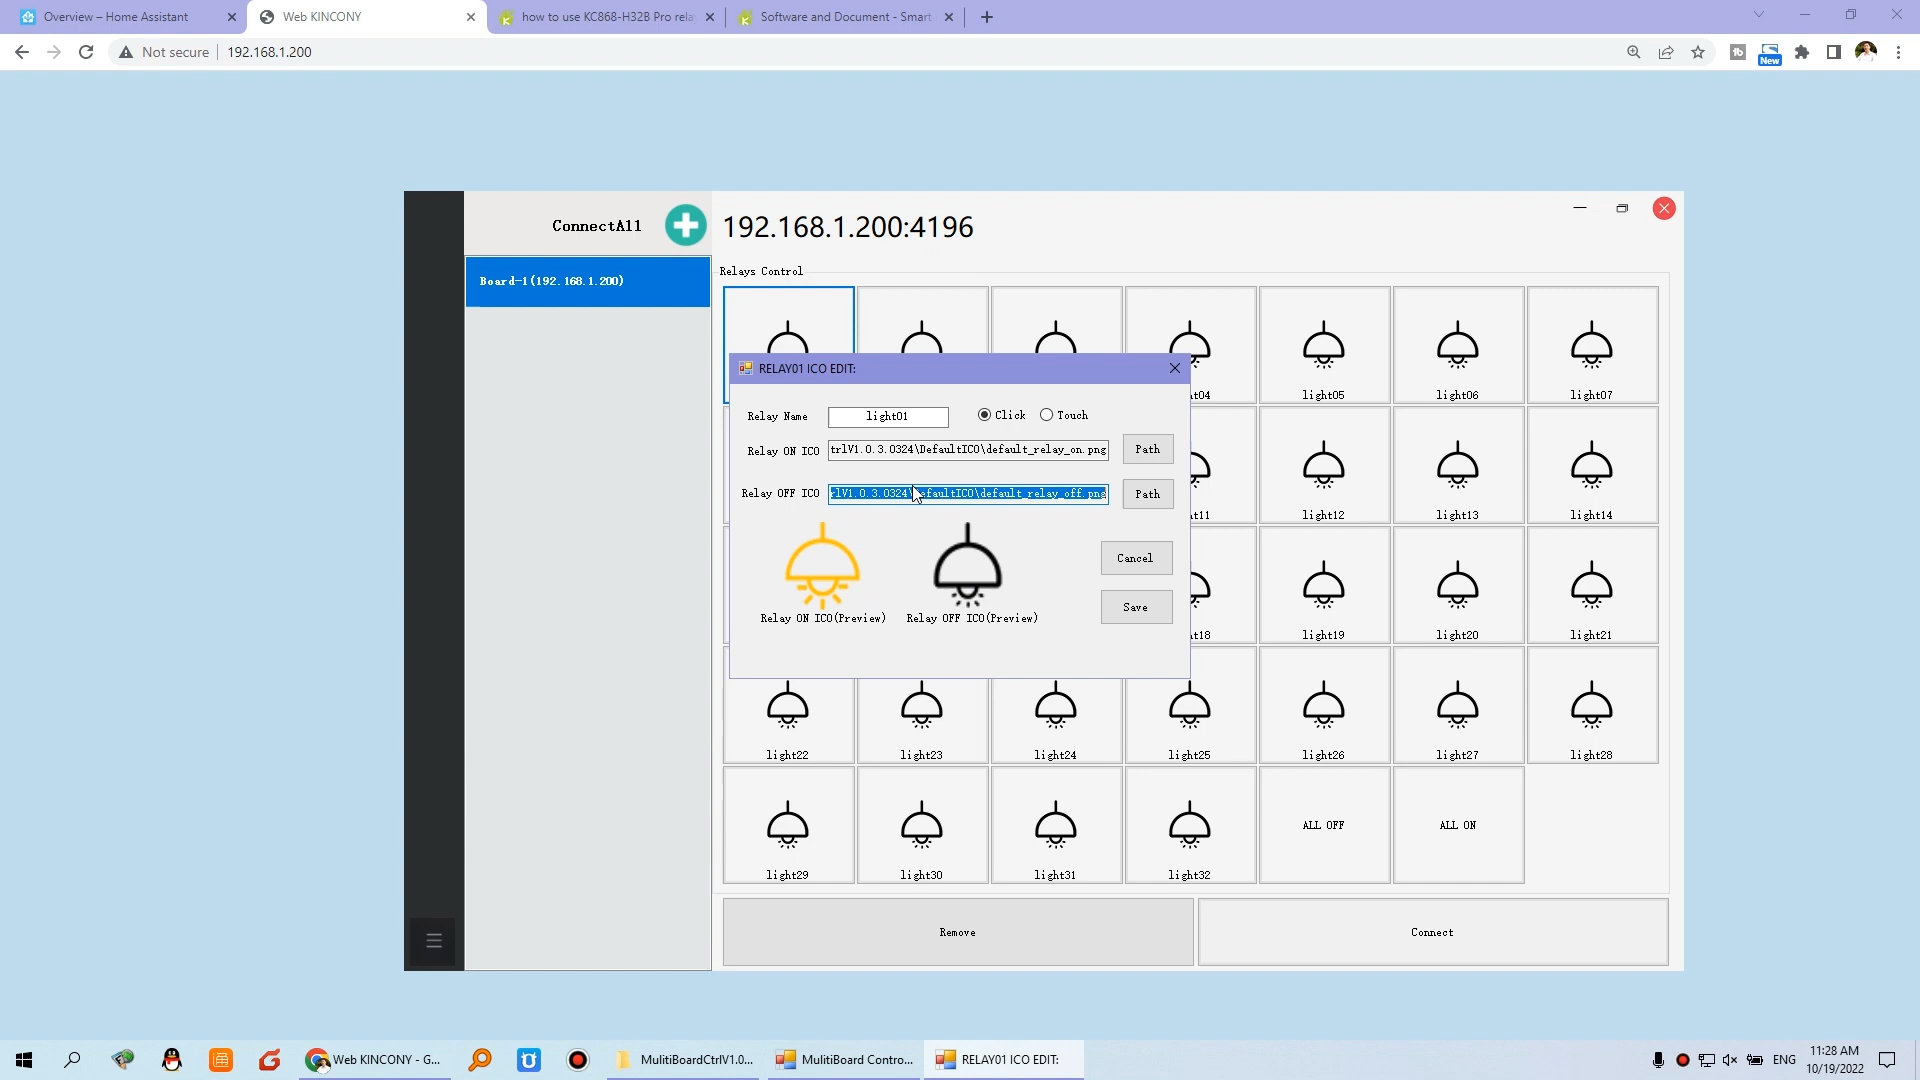 Overview – Home Assistant
Web KINCONY
how to use KC868-H32B Pro rela
Software and Document - Smart
Not secure
192.168.1.200
New
ConnectAll
192.168.1.200:4196
Board-1(192.168.1.200)
Relays Control
light05
light06
light07
RELAY01 ICO EDIT:
Relay Name
light01
Click
Touch
Relay ON ICO
trlV1.0.3.0324\DefaultICO\default_relay_on.png
Path
Relay OFF ICO
rlV1.0.3.0324\DefaultICO\default_relay_off.png
Path
Cancel
Save
Relay ON ICO(Preview)
Relay OFF ICO(Preview)
t04
t11
light12
light13
light14
t18
light19
light20
light21
light22
light23
light24
light25
light26
light27
light28
light29
light30
light31
light32
ALL OFF
ALL ON
Remove
Connect
Web KINCONY - G...
MulitiBoardCtrlV1.0...
MulitiBoard Contro...
RELAY01 ICO EDIT:
ENG
11:28 AM
10/19/2022